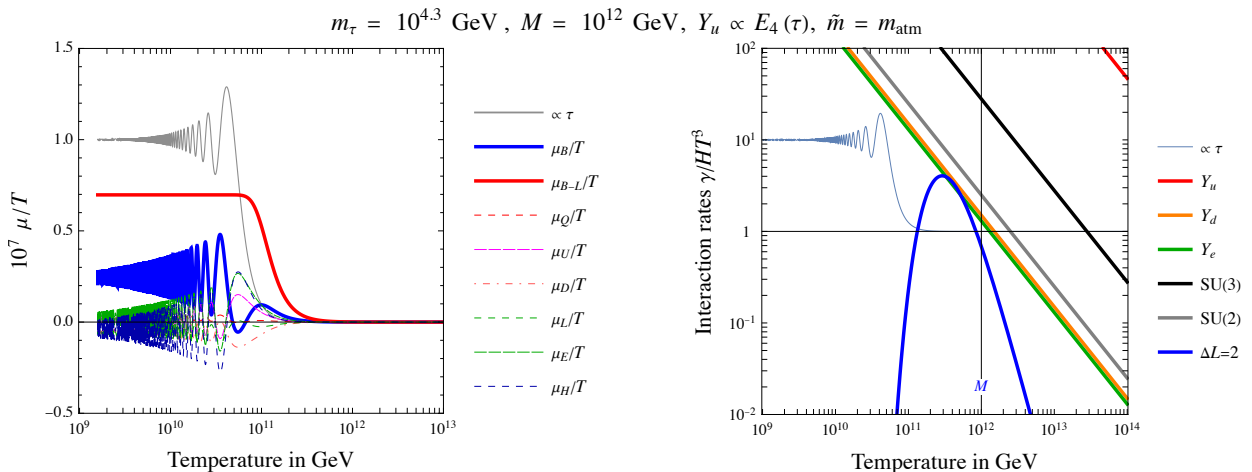 m_τ = 10^4.3 GeV , M = 10^12 GeV, Y_u ∝ E_4 (τ), m̃ = m_atm
10^7 μ/T
1.5
1.0
0.5
0.0
−0.5
10^9
10^10
10^11
10^12
10^13
Temperature in GeV
∝ τ
μ_B/T
μ_B−L/T
μ_Q/T
μ_U/T
μ_D/T
μ_L/T
μ_E/T
μ_H/T
Interaction rates γ/HT^3
10^2
10^1
1
10^−1
10^−2
M
10^9
10^10
10^11
10^12
10^13
10^14
Temperature in GeV
∝ τ
Y_u
Y_d
Y_e
SU(3)
SU(2)
ΔL=2